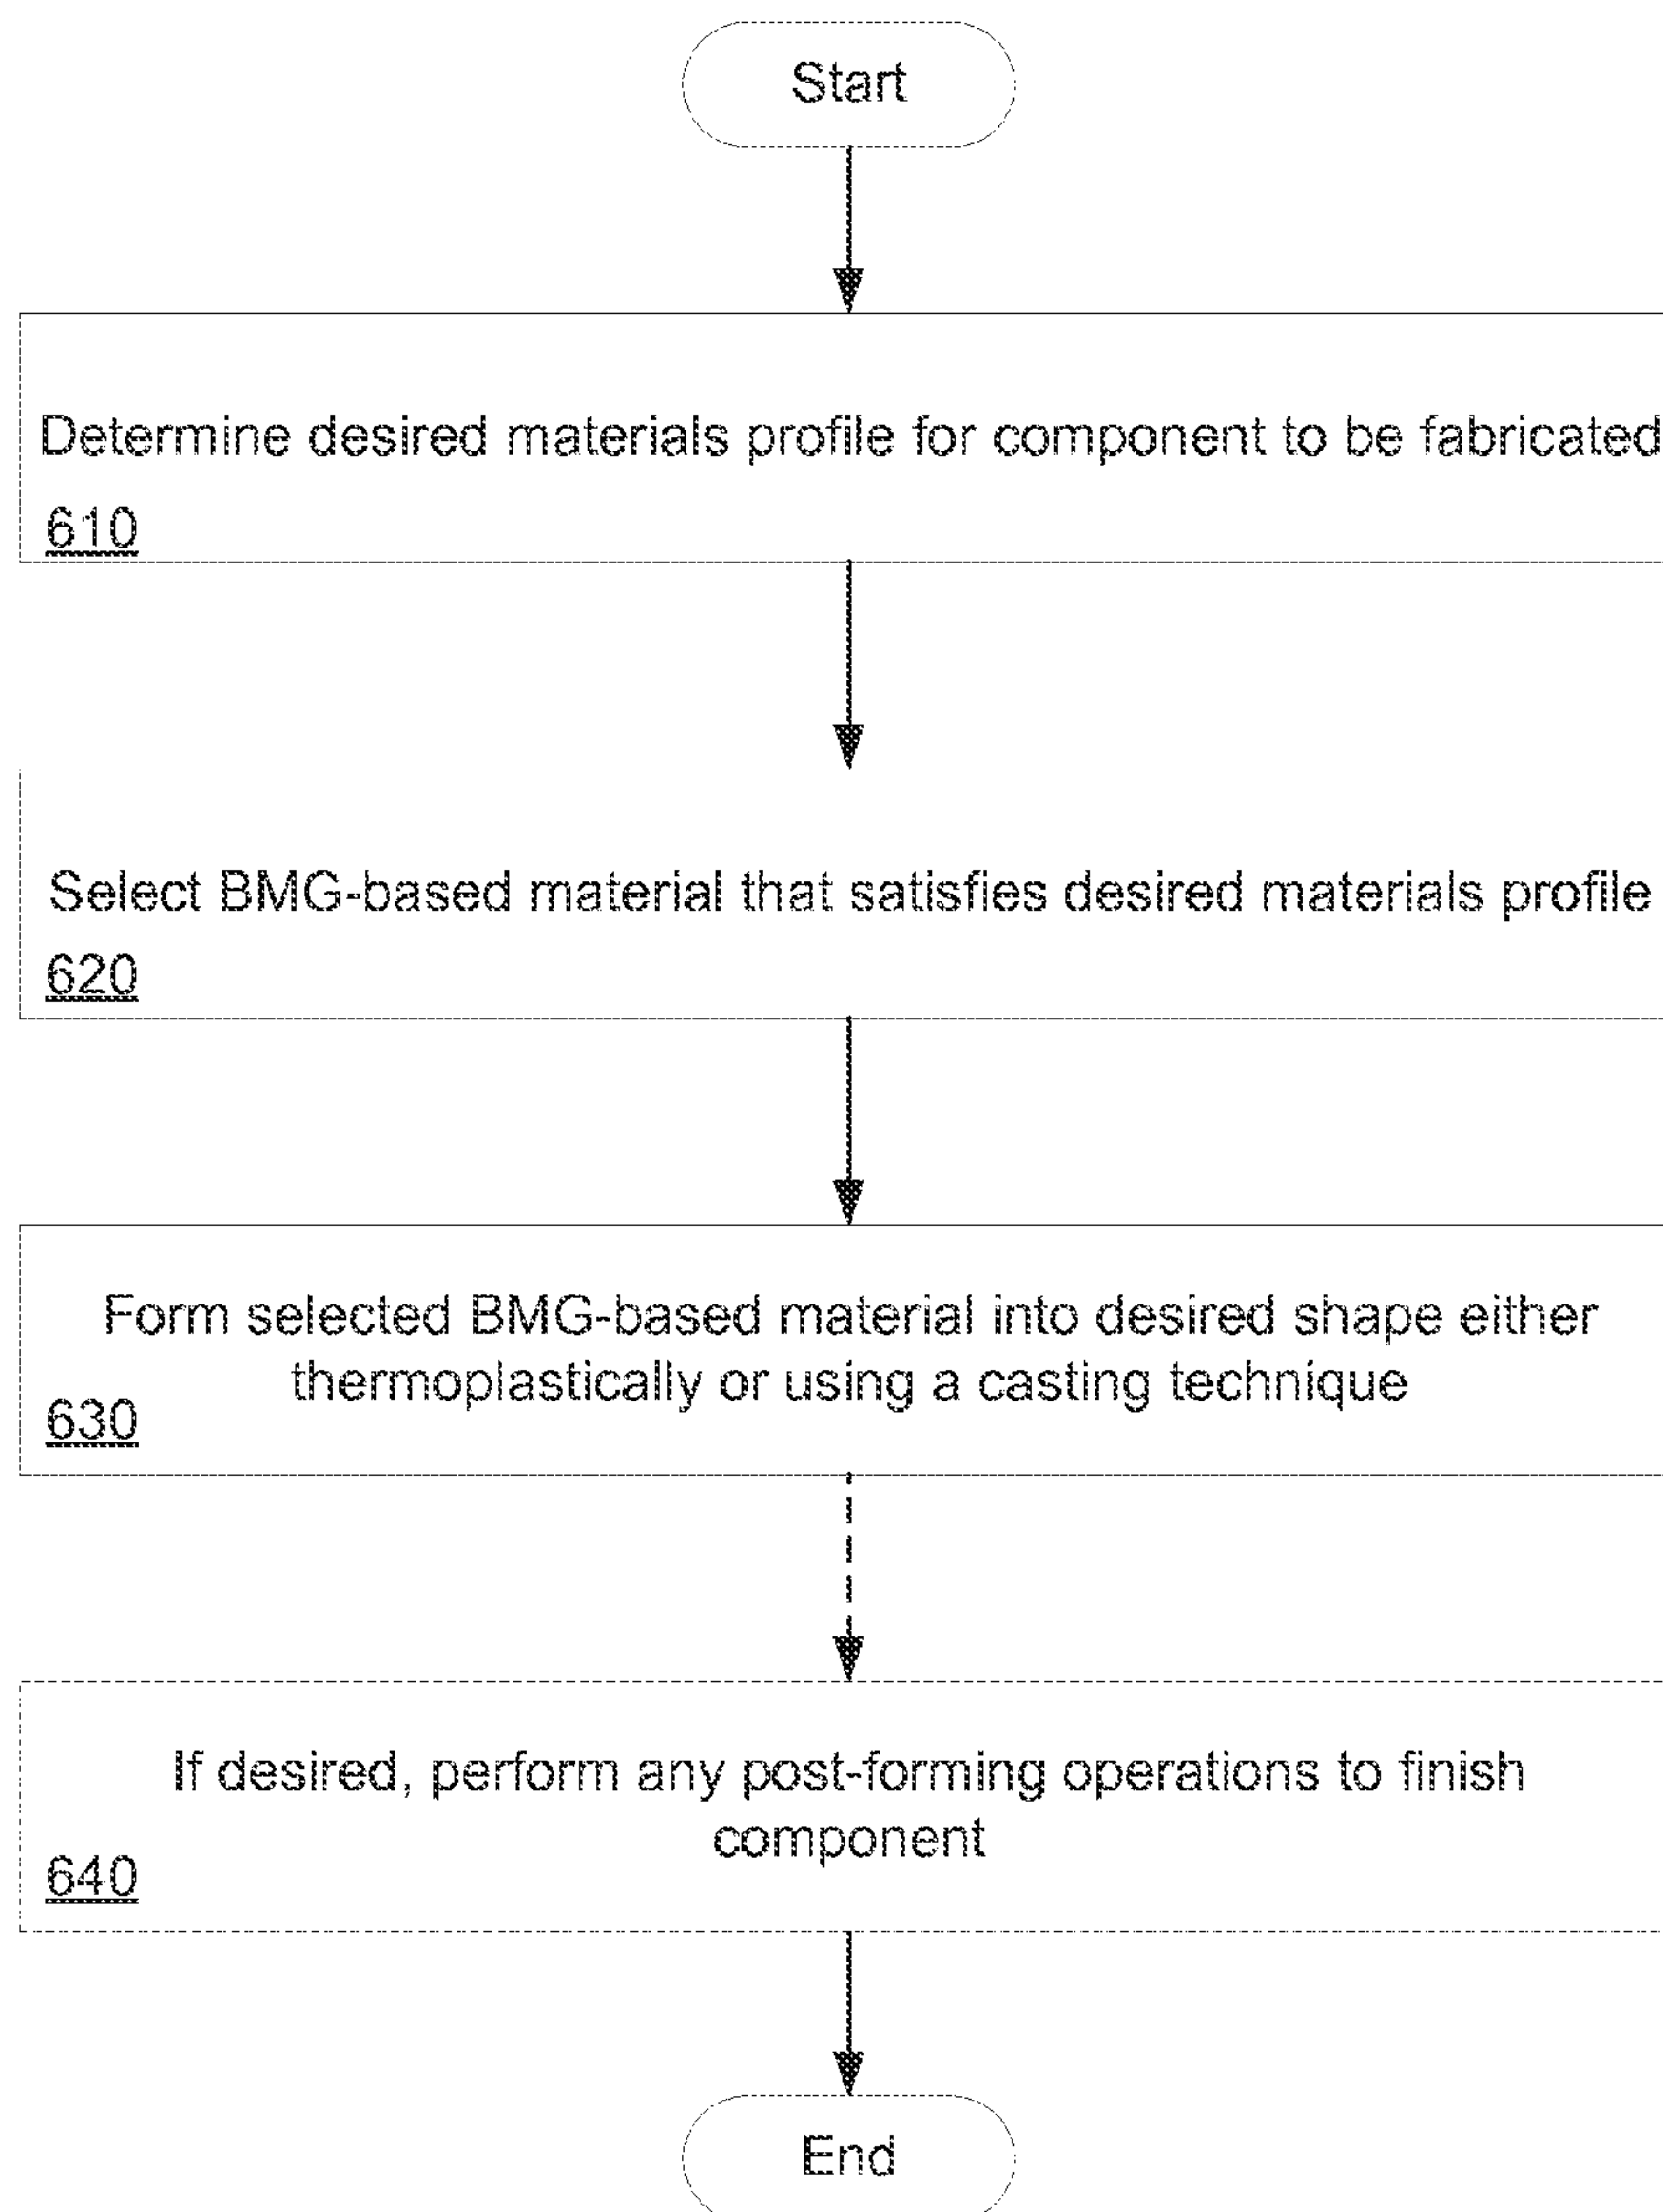 Start
Determine desired materials profile for component to be fabricated
610
Select BMG-based material that satisfies desired materials profile
620
Form selected BMG-based material into desired shape either
thermoplastically or using a casting technique
630
If desired, perform any post-forming operations to finish
component
640
End